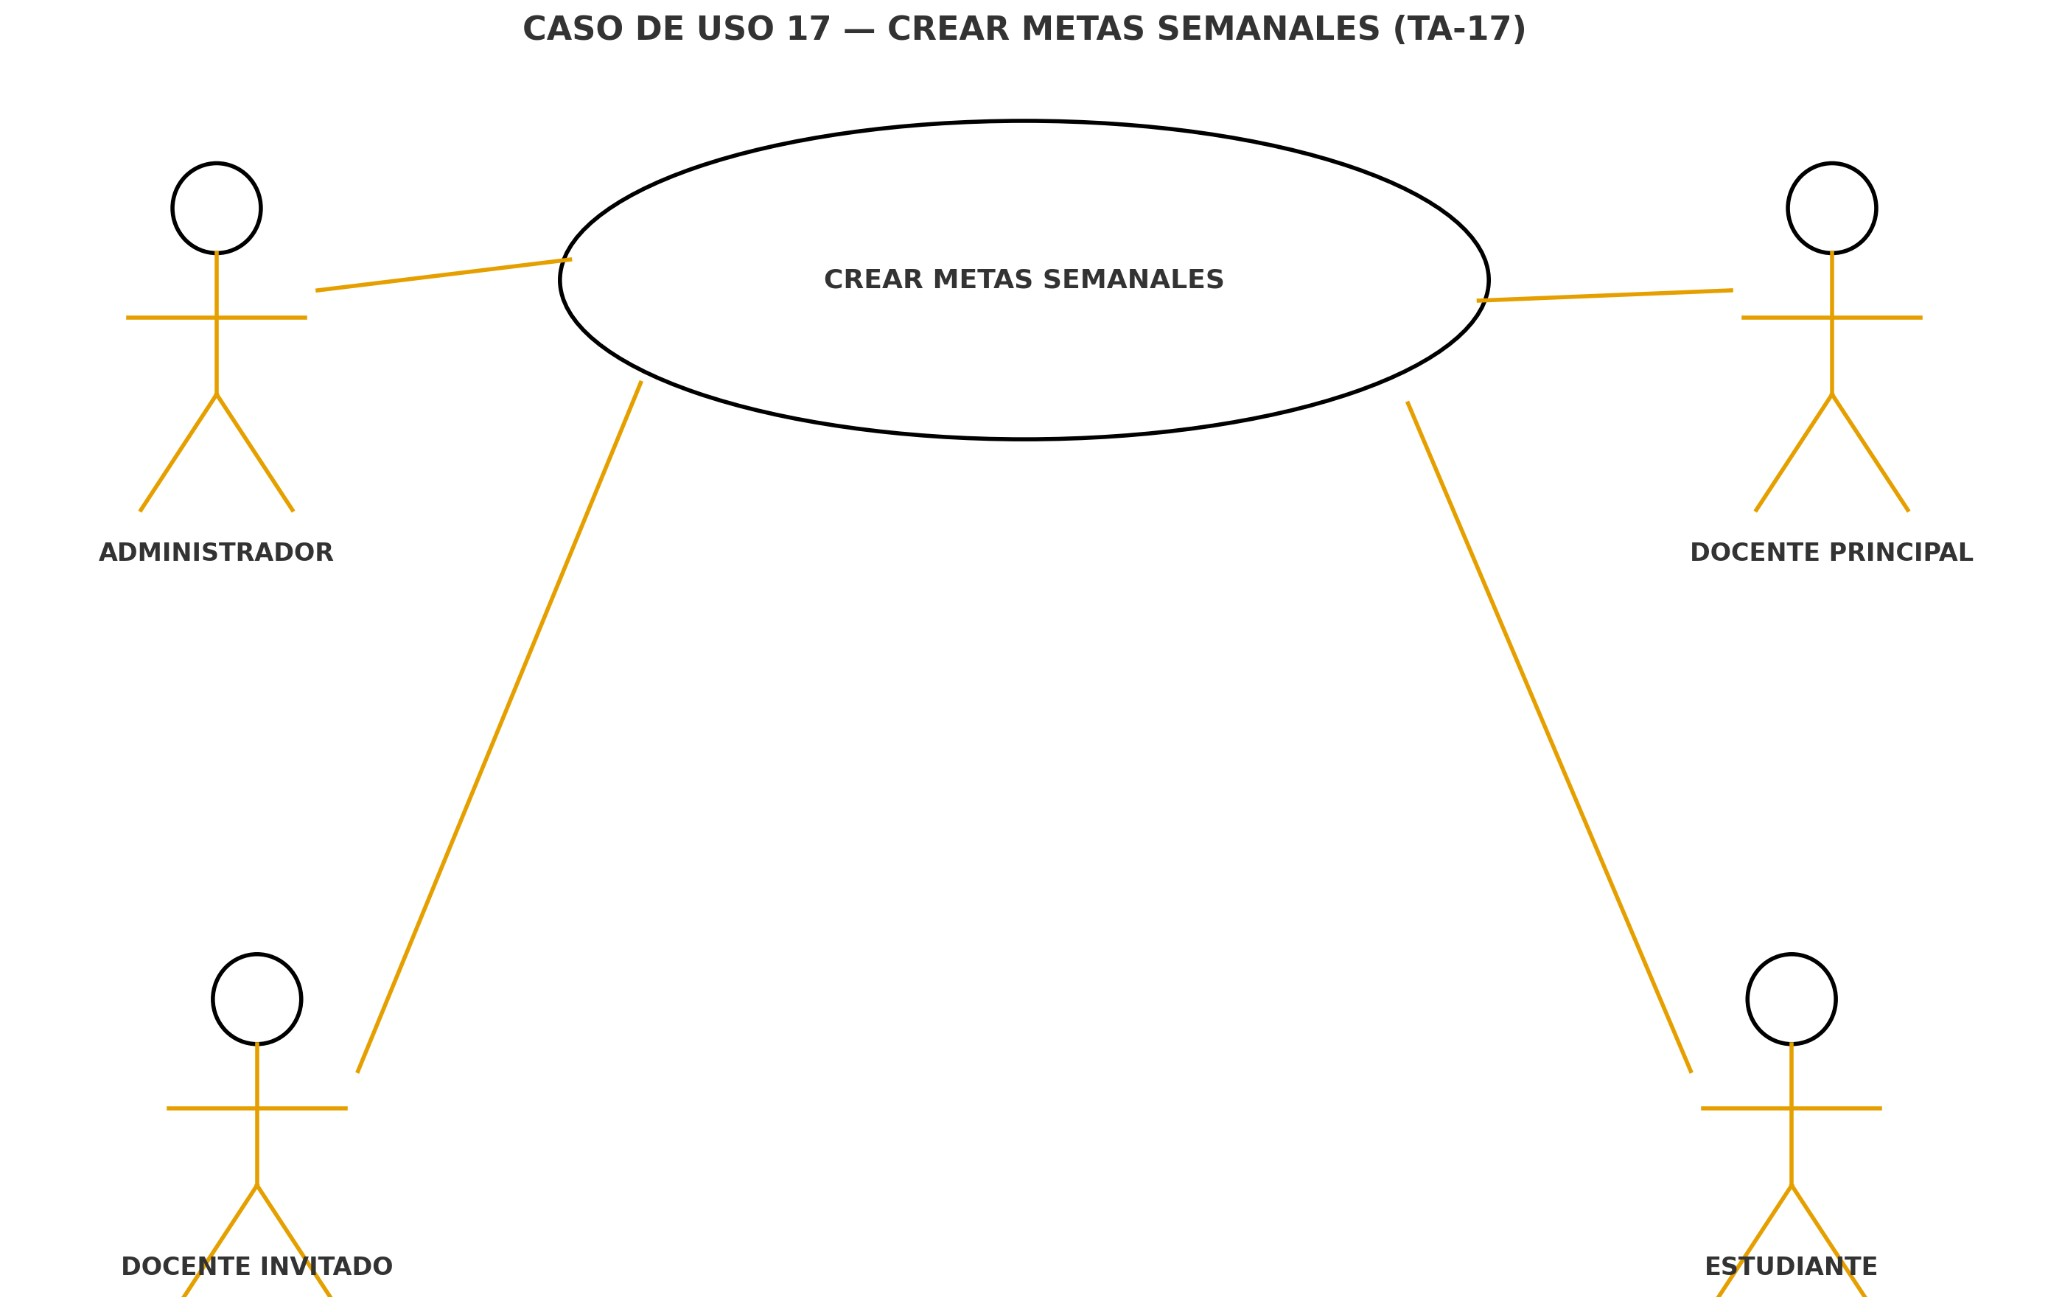 CASO DE USO 17 — CREAR METAS SEMANALES (TA-17)
CREAR METAS SEMANALES
ADMINISTRADOR
DOCENTE PRINCIPAL
DOCENTE INVITADO
ESTUDIANTE